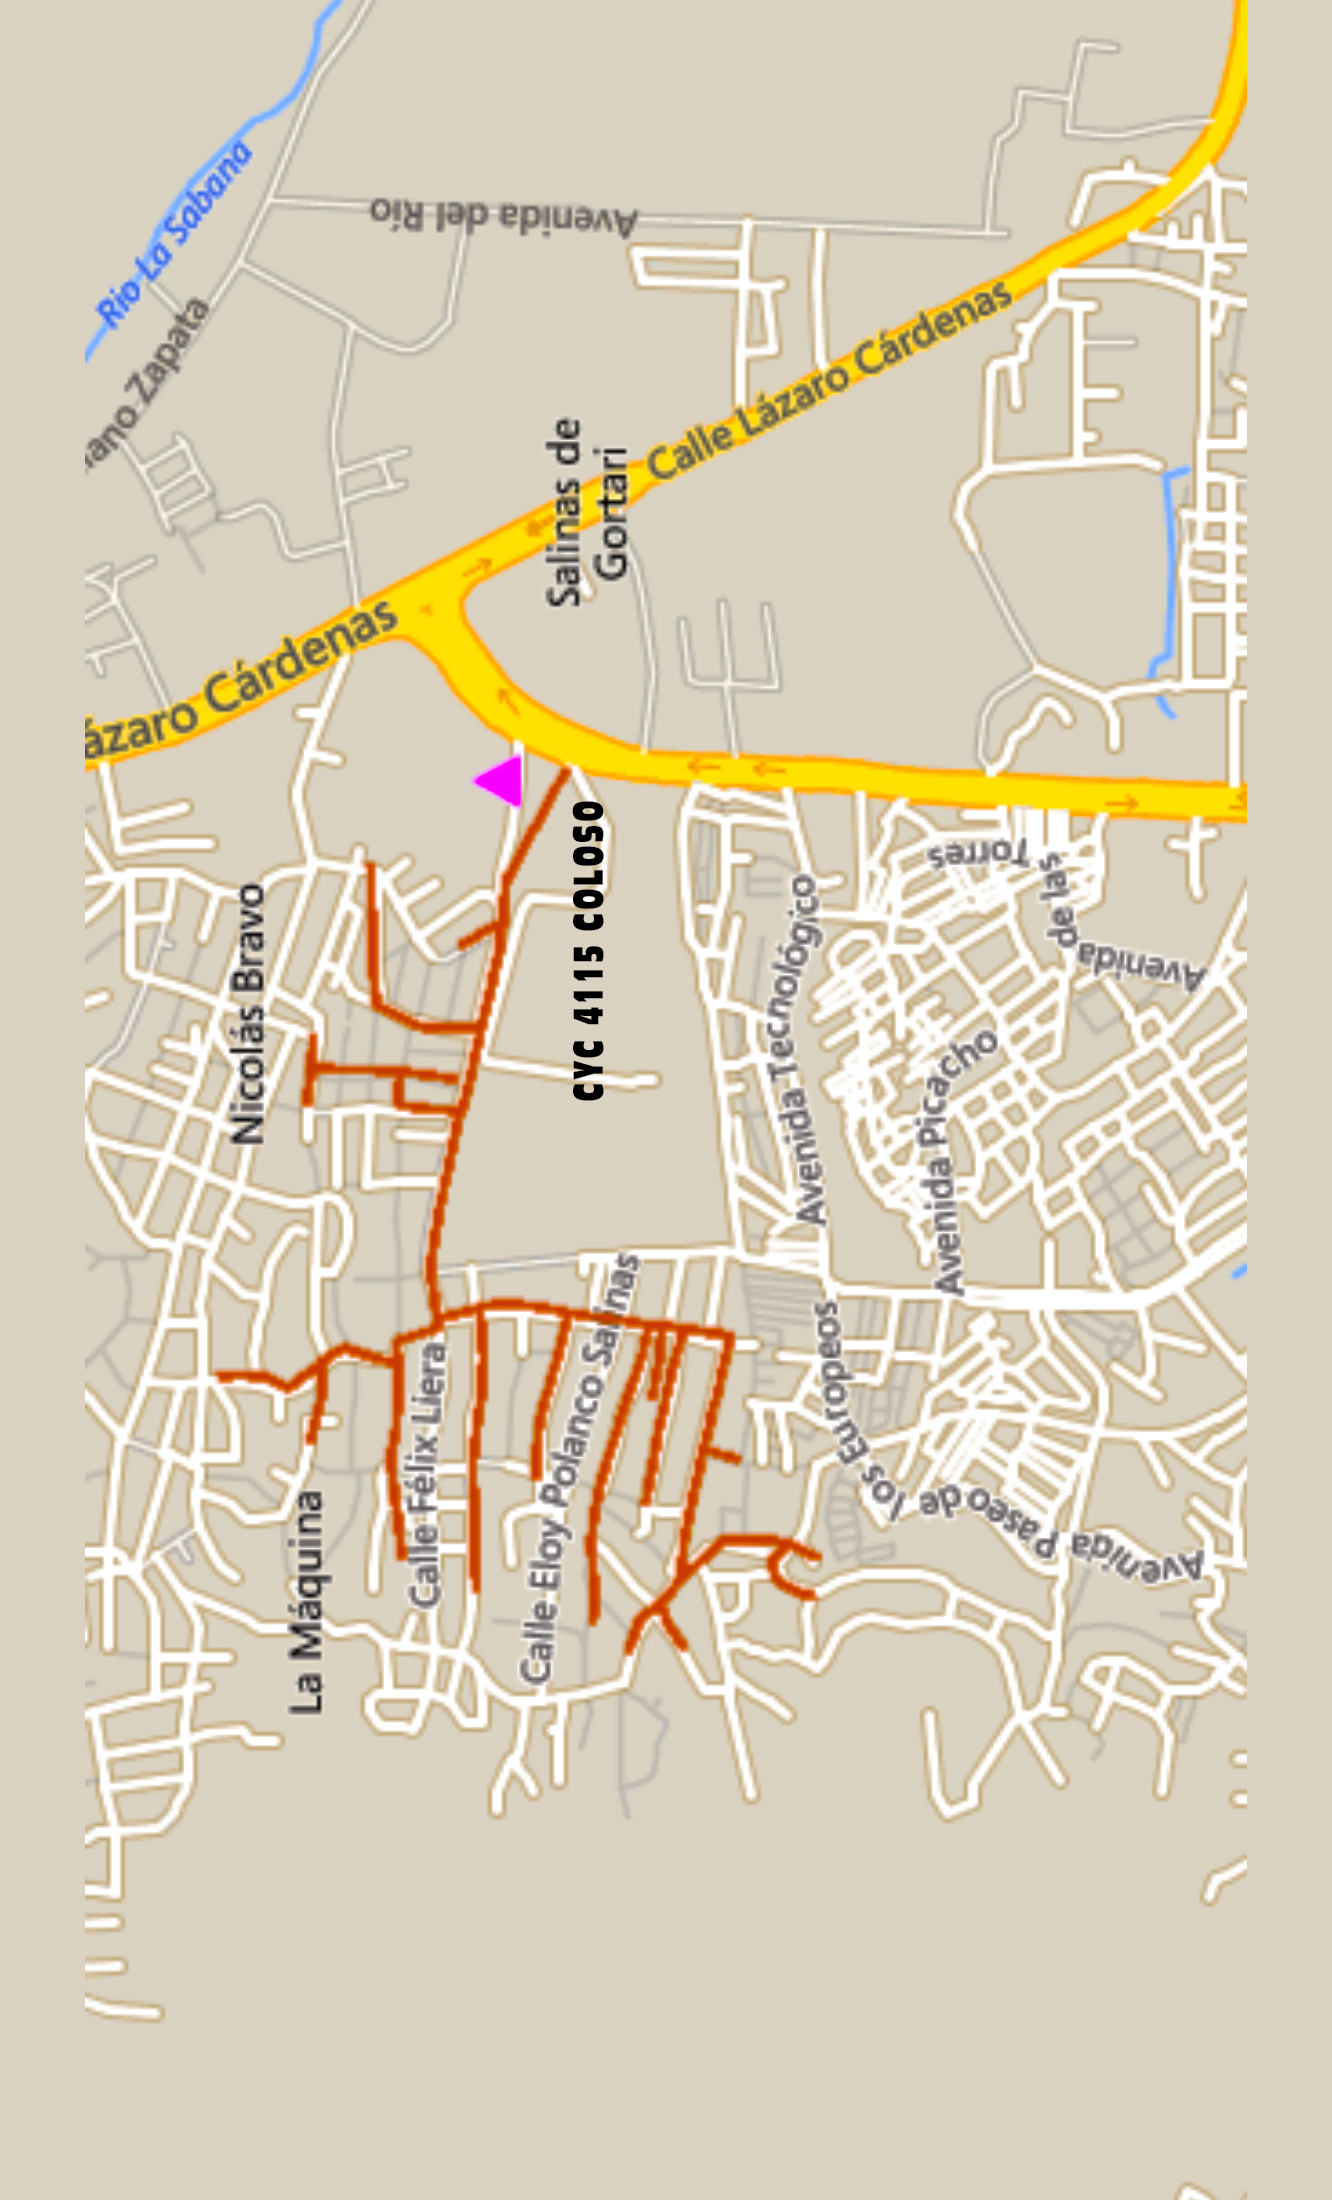 Río La Sabana
iano Zapata
Avenida del Río
Calle Lázaro Cárdenas
Salinas de
Gortari
ázaro Cárdenas
Nicolás Bravo
CYC 4115 COLOSO
Avenida de las Torres
Avenida Tecnológico
Avenida Picacho
Calle Félix Liera
Calle Eloy Polanco Salinas
La Máquina
Avenida Paseo de los Europeos